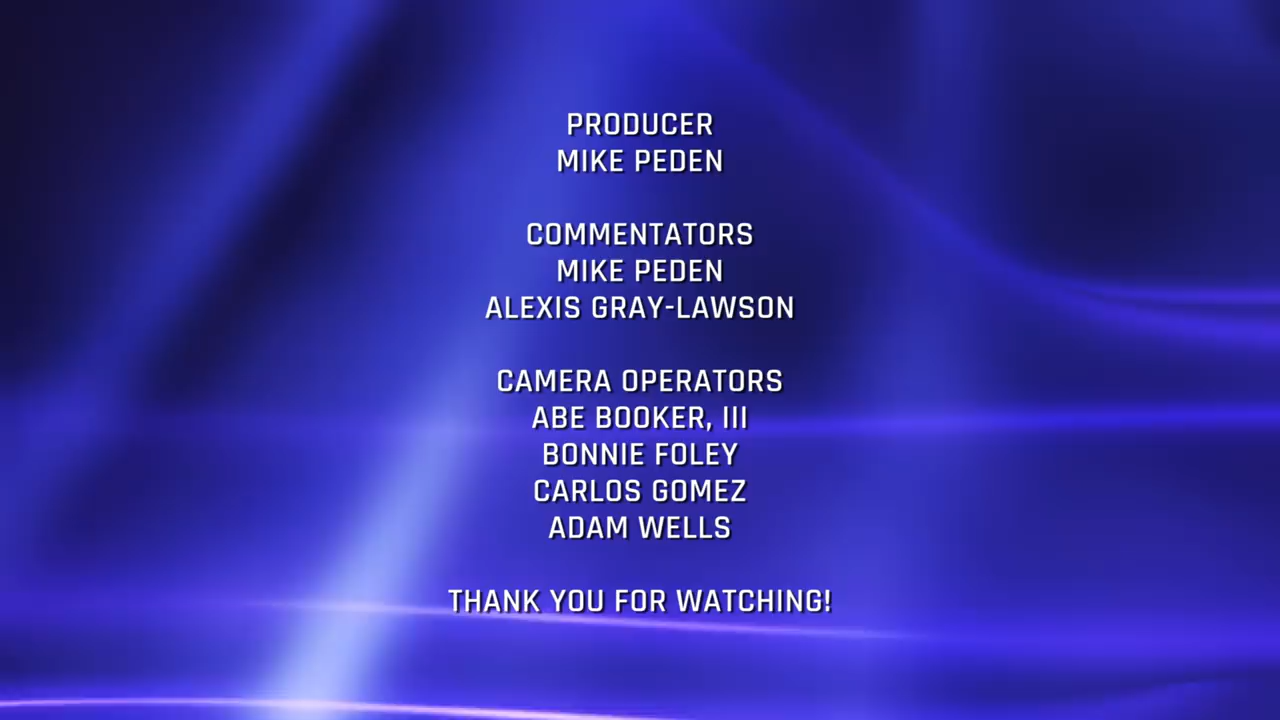 PRODUCER
MIKE PEDEN
COMMENTATORS
MIKE PEDEN
ALEXIS GRAY-LAWSON
CAMERA OPERATORS
ABE BOOKER, III
BONNIE FOLEY
CARLOS GOMEZ
ADAM WELLS
THANK YOU FOR WATCHING!